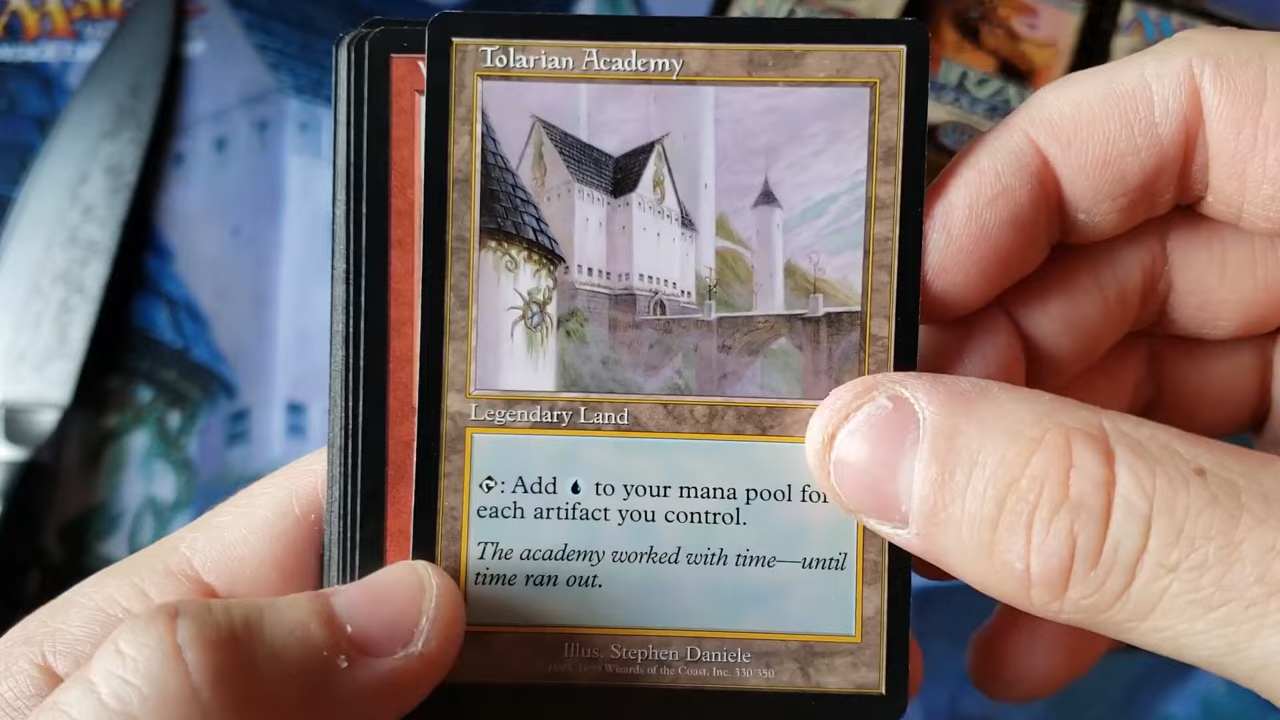 Tolarian Academy
Legendary Land
: Add to your mana pool for
each artifact you control.
The academy worked with time—until
time ran out.
Illus. Stephen Daniele
Wizards of the Coast, Inc. 330/350